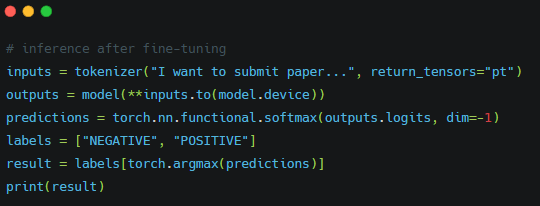 # inference after fine-tuning
inputs = tokenizer("I want to submit paper...", return_tensors="pt")
outputs = model(**inputs.to(model.device))
predictions = torch.nn.functional.softmax(outputs.logits, dim=-1)
labels = ["NEGATIVE", "POSITIVE"]
result = labels[torch.argmax(predictions)]
print(result)